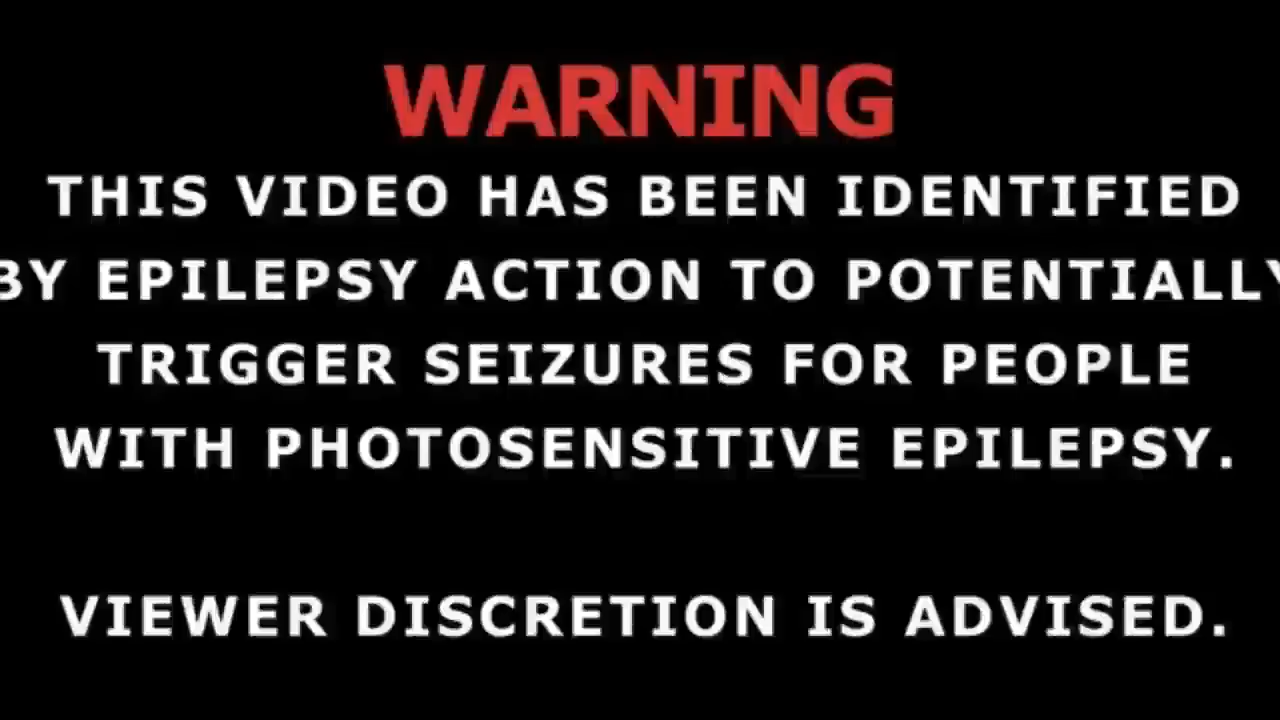 WARNING
THIS VIDEO HAS BEEN IDENTIFIED
BY EPILEPSY ACTION TO POTENTIALLY
TRIGGER SEIZURES FOR PEOPLE
WITH PHOTOSENSITIVE EPILEPSY.
VIEWER DISCRETION IS ADVISED.